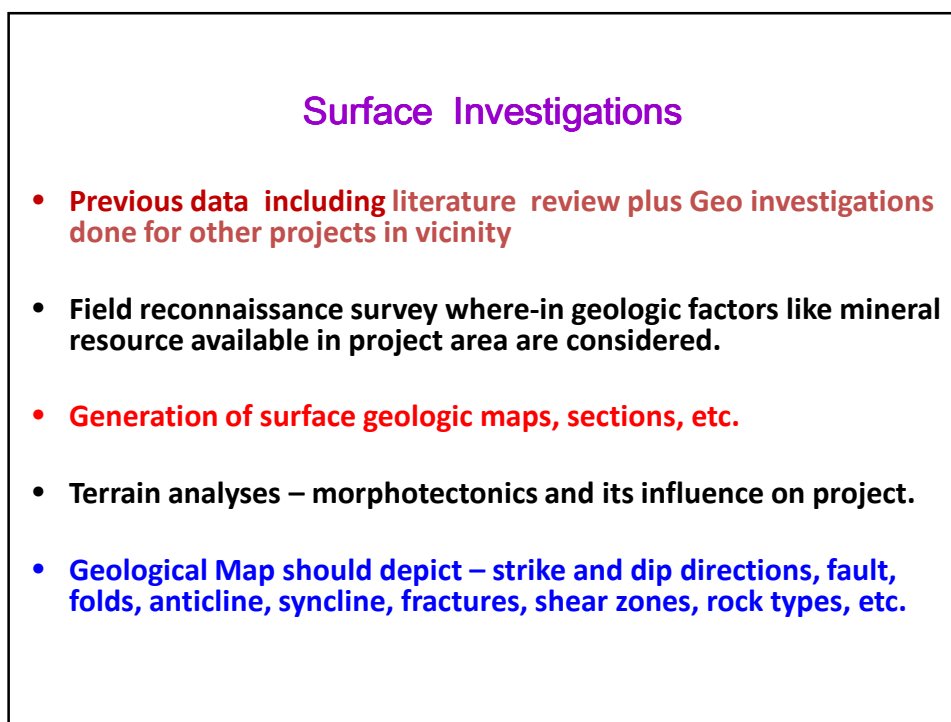 Surface Investigations
• Previous data including literature review plus Geo investigations
done for other projects in vicinity
• Field reconnaissance survey where-in geologic factors like mineral
resource available in project area are considered.
• Generation of surface geologic maps, sections, etc.
• Terrain analyses – morphotectonics and its influence on project.
• Geological Map should depict – strike and dip directions, fault,
folds, anticline, syncline, fractures, shear zones, rock types, etc.